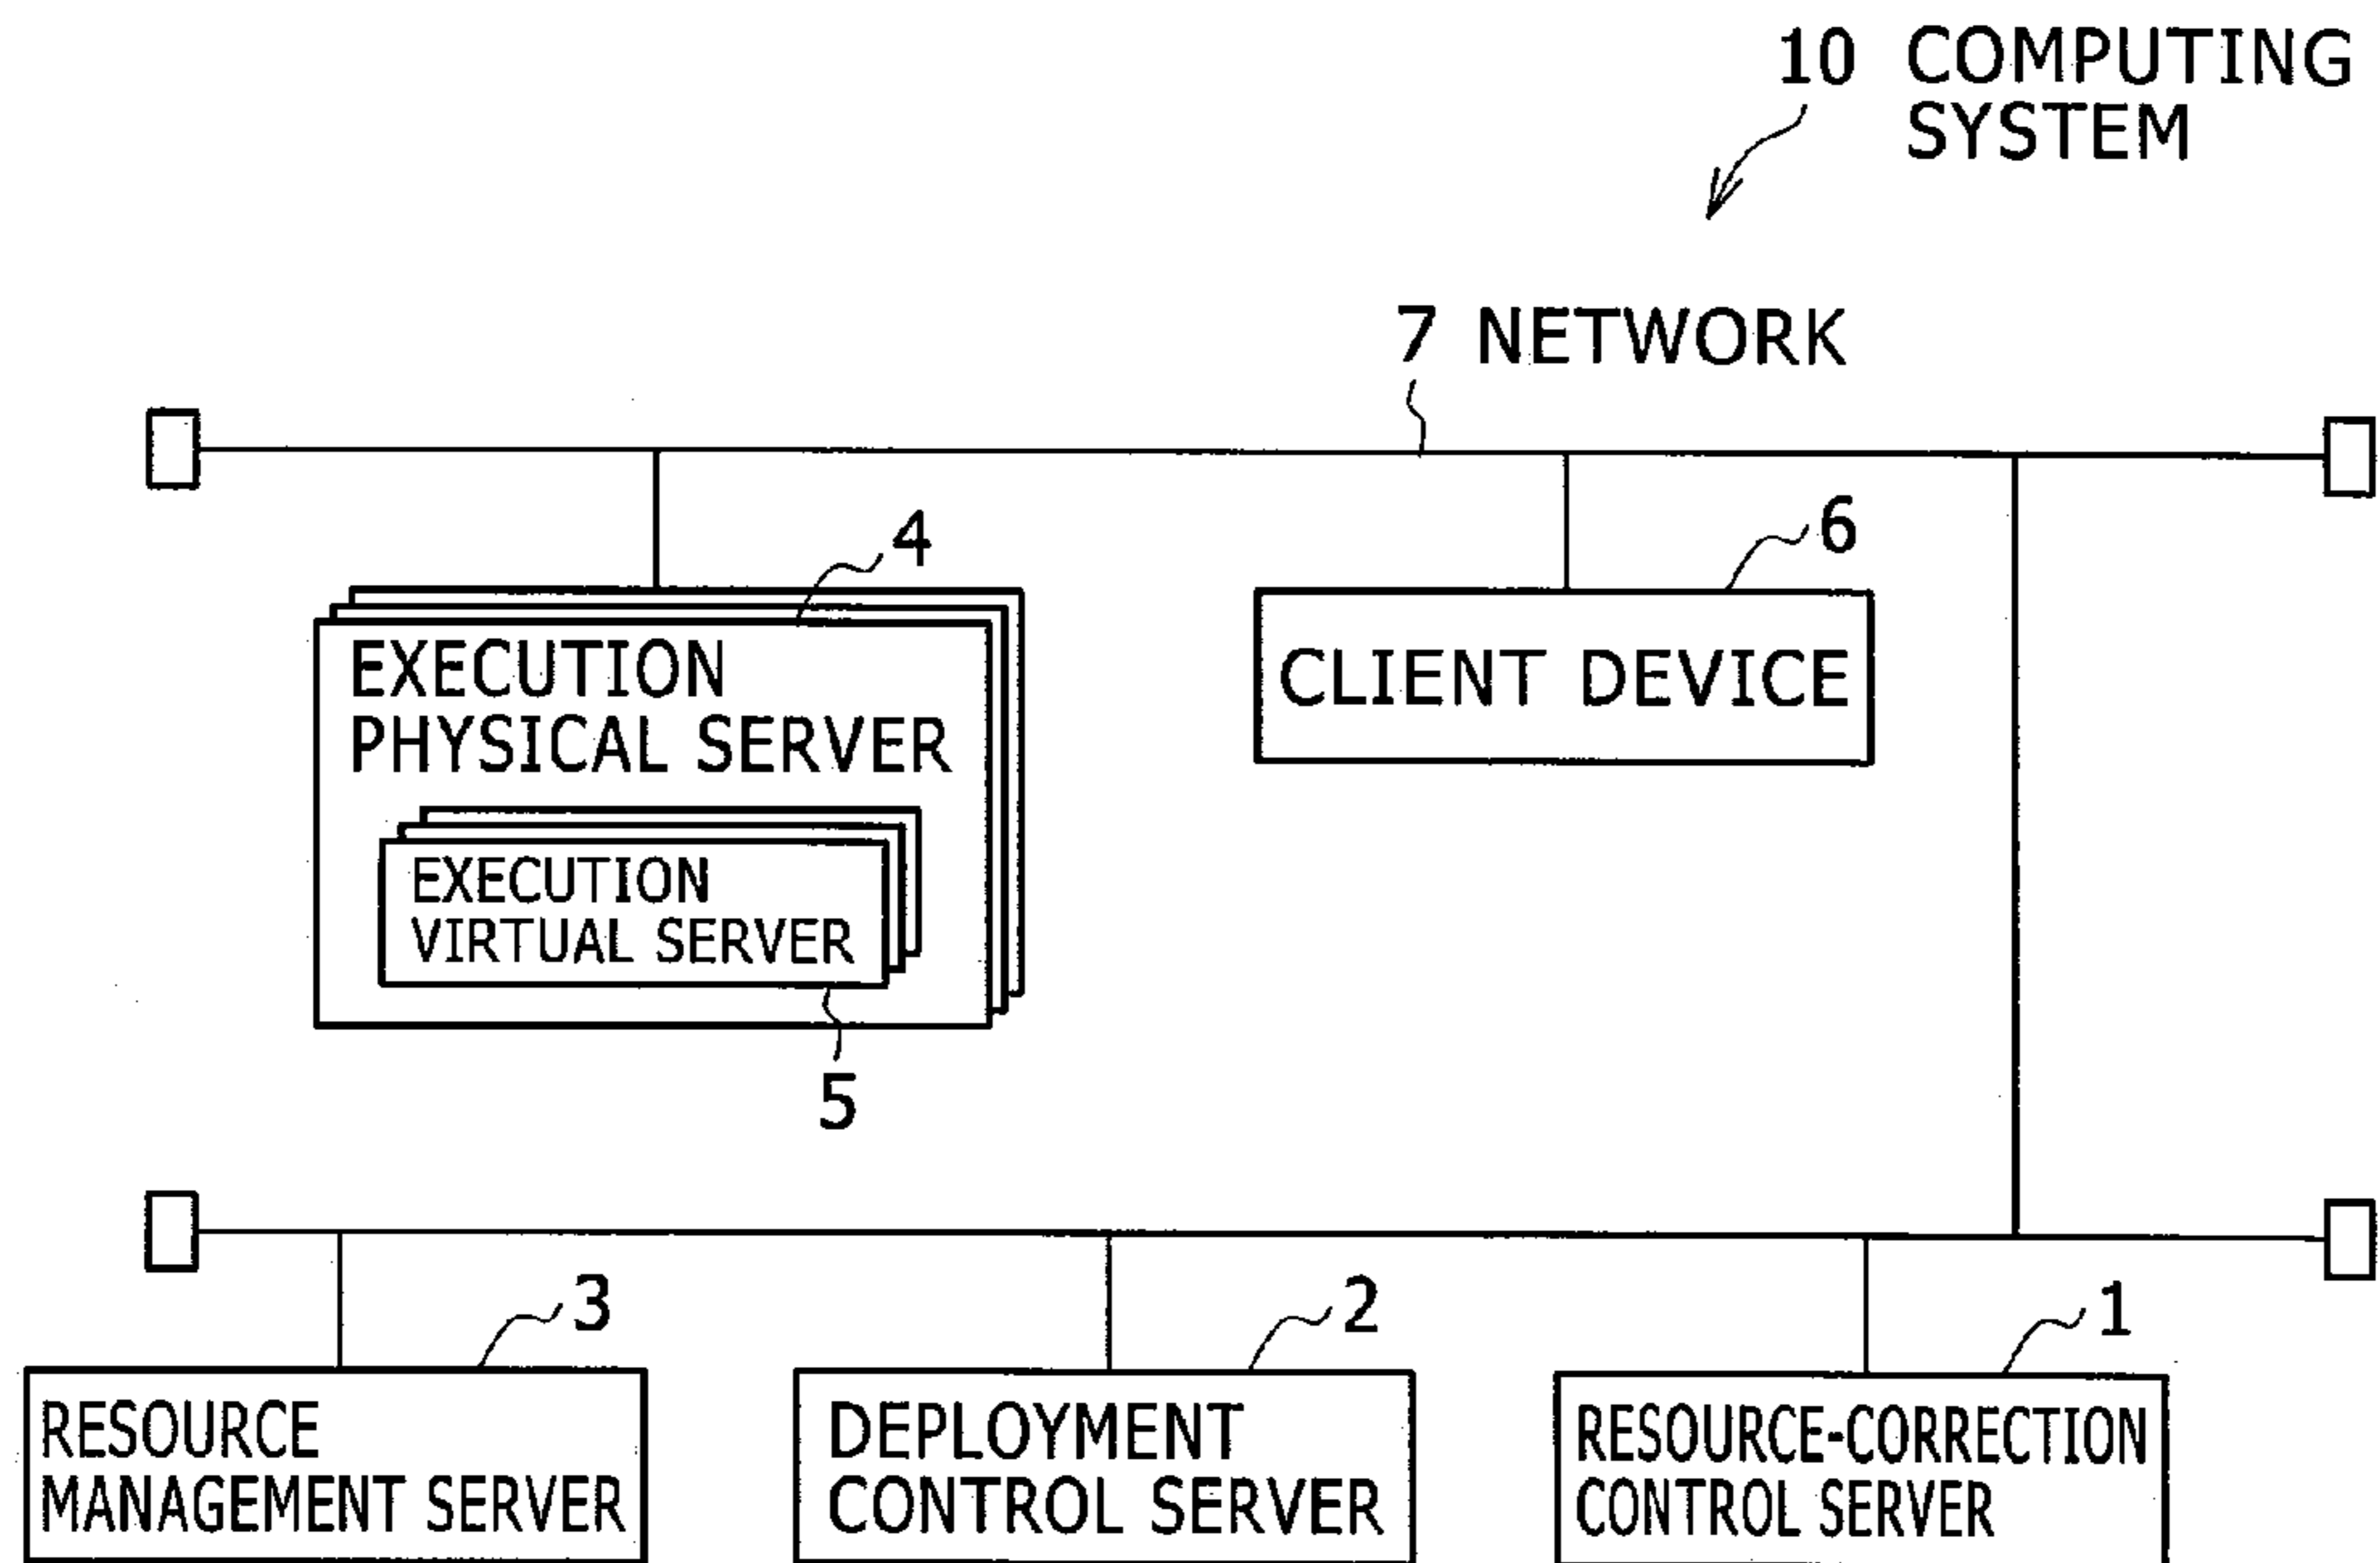 10 COMPUTING
SYSTEM
7 NETWORK
4
6
EXECUTION
PHYSICAL SERVER
CLIENT DEVICE
EXECUTION
VIRTUAL SERVER
5
3
2
1
RESOURCE
MANAGEMENT SERVER
DEPLOYMENT
CONTROL SERVER
RESOURCE-CORRECTION
CONTROL SERVER